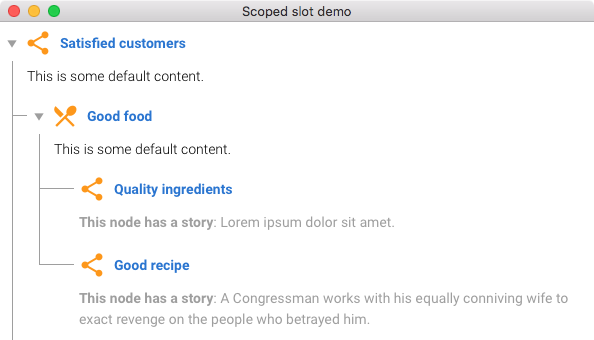 Scoped slot demo
Satisfied customers
This is some default content.
Good food
This is some default content.
Quality ingredients
This node has a story: Lorem ipsum dolor sit amet.
Good recipe
This node has a story: A Congressman works with his equally conniving wife to
exact revenge on the people who betrayed him.